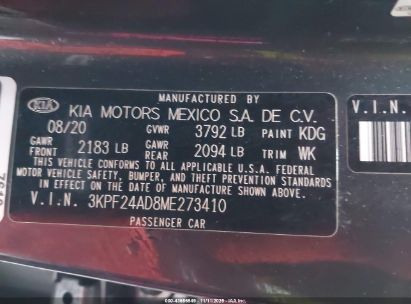 MANUFACTURED BY
KIA KIA MOTORS MEXICO S.A. DE C.V.
08/20 GVWR 3792 LB PAINT KDG
GAWR FRONT 2183 LB GAWR REAR 2094 LB TRIM WK
THIS VEHICLE CONFORMS TO ALL APPLICABLE U.S. FEDERAL
MOTOR VEHICLE SAFETY, BUMPER, AND THEFT PREVENTION STANDARDS
IN EFFECT ON THE DATE OF MANUFACTURE SHOWN ABOVE.
V.I.N. 3KPF24AD8ME273410
PASSENGER CAR
V.I.N.